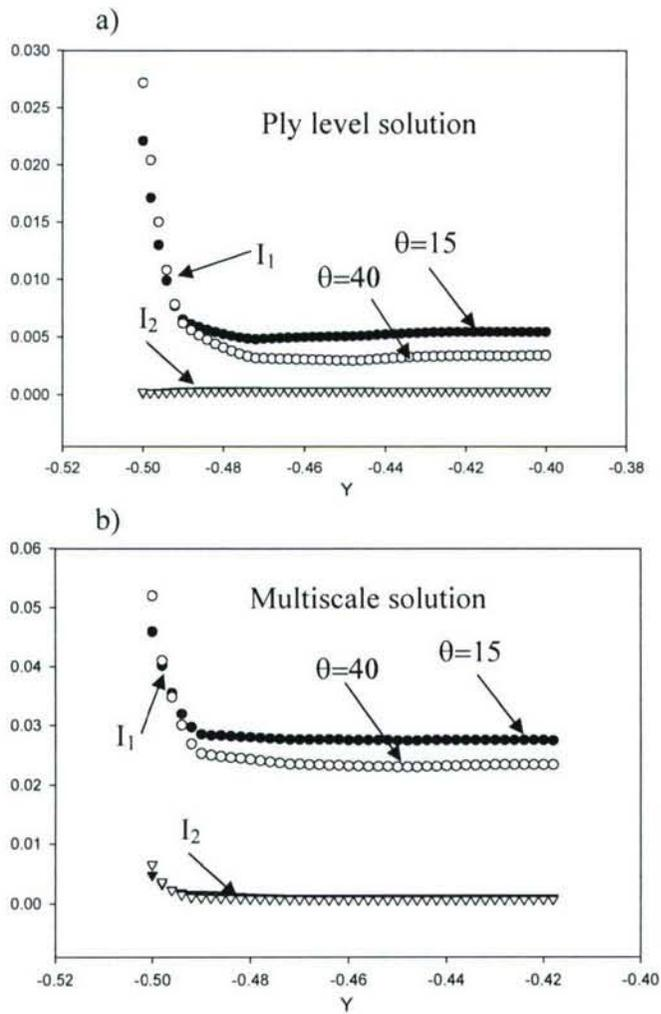 a)
0.030
0.025
0.020
0.015
0.010
0.005
0.000
Ply level solution
I₁
θ=15
θ=40
I₂
-0.52 -0.50 -0.48 -0.46 -0.44 -0.42 -0.40 -0.38
Y
b)
0.06
0.05
0.04
0.03
0.02
0.01
0.00
Multiscale solution
θ=15
θ=40
I₁
I₂
-0.52 -0.50 -0.48 -0.46 -0.44 -0.42 -0.40
Y